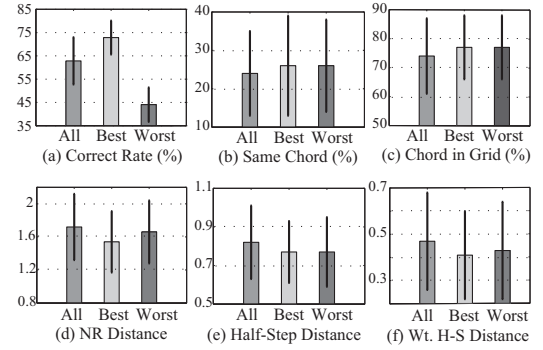 85
75
65
55
45
35
All Best Worst
(a) Correct Rate (%)
40
30
20
10
All Best Worst
(b) Same Chord (%)
90
80
70
60
50
All Best Worst
(c) Chord in Grid (%)
2
1.6
1.2
0.8
All Best Worst
(d) NR Distance
1.1
0.9
0.7
0.5
All Best Worst
(e) Half-Step Distance
0.7
0.5
0.3
All Best Worst
(f) Wt. H-S Distance